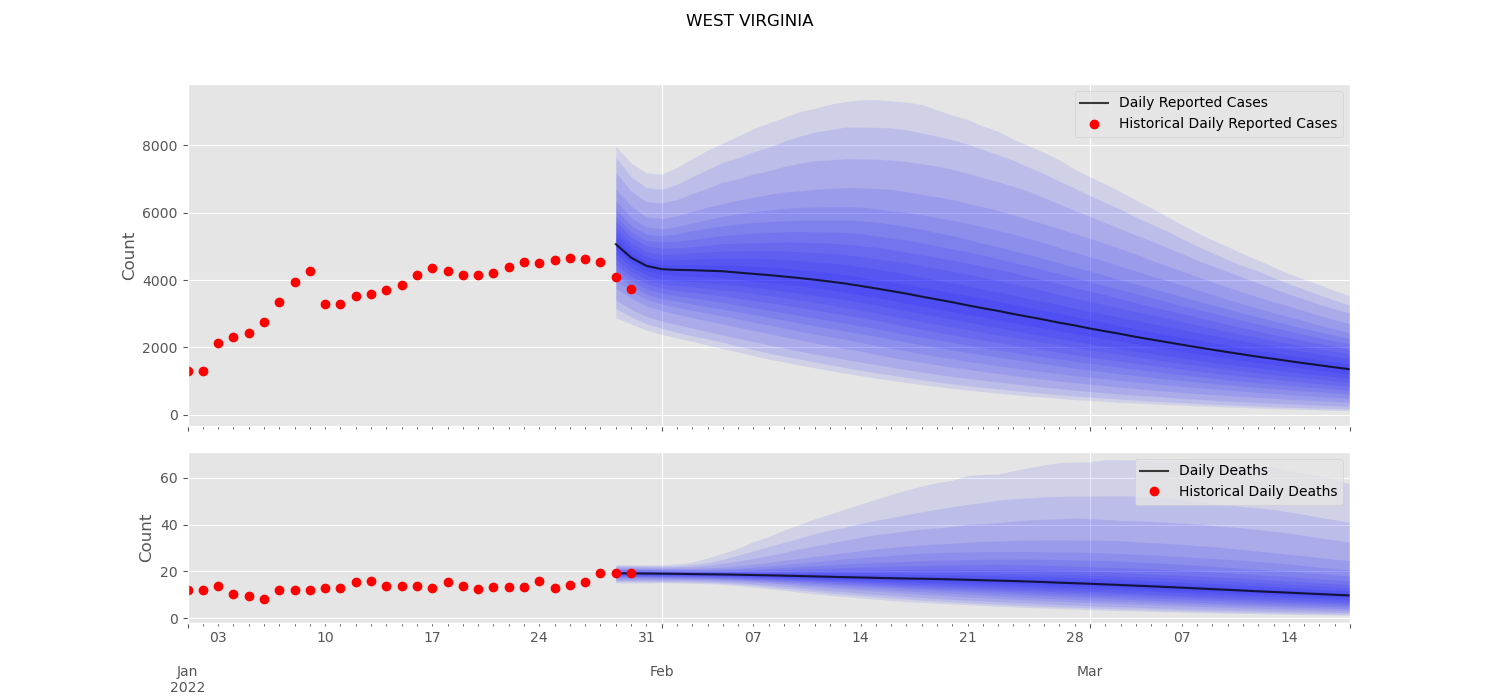 WEST VIRGINIA
Count
8000
6000
4000
2000
0
Daily Reported Cases
Historical Daily Reported Cases
Count
60
40
20
0
Daily Deaths
Historical Daily Deaths
03 10 17 24 31 07 14 21 28 07 14
Jan Feb Mar
2022